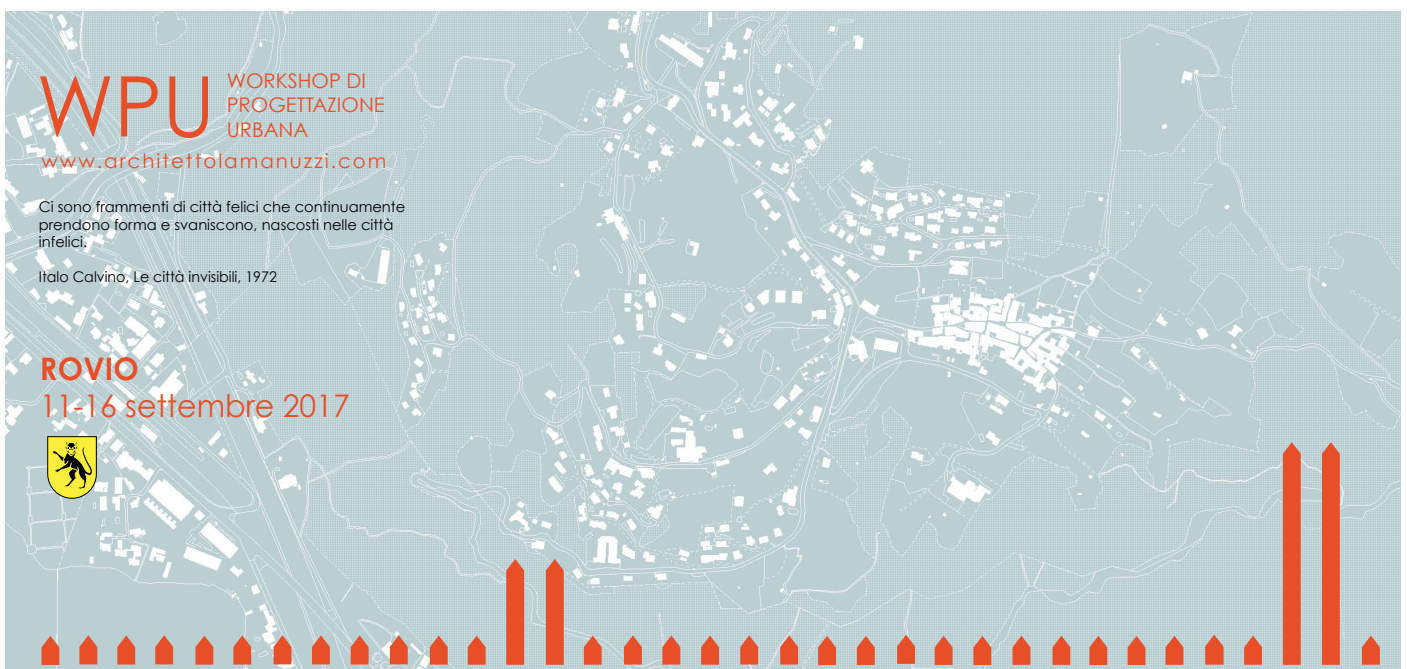 WPU
WORKSHOP DI
PROGETTAZIONE
URBANA
www.architettolamanuzzi.com
Ci sono frammenti di città felici che continuamente
prendono forma e svaniscono, nascosti nelle città
infelici.
Italo Calvino, Le città invisibili, 1972
ROVIO
11-16 settembre 2017